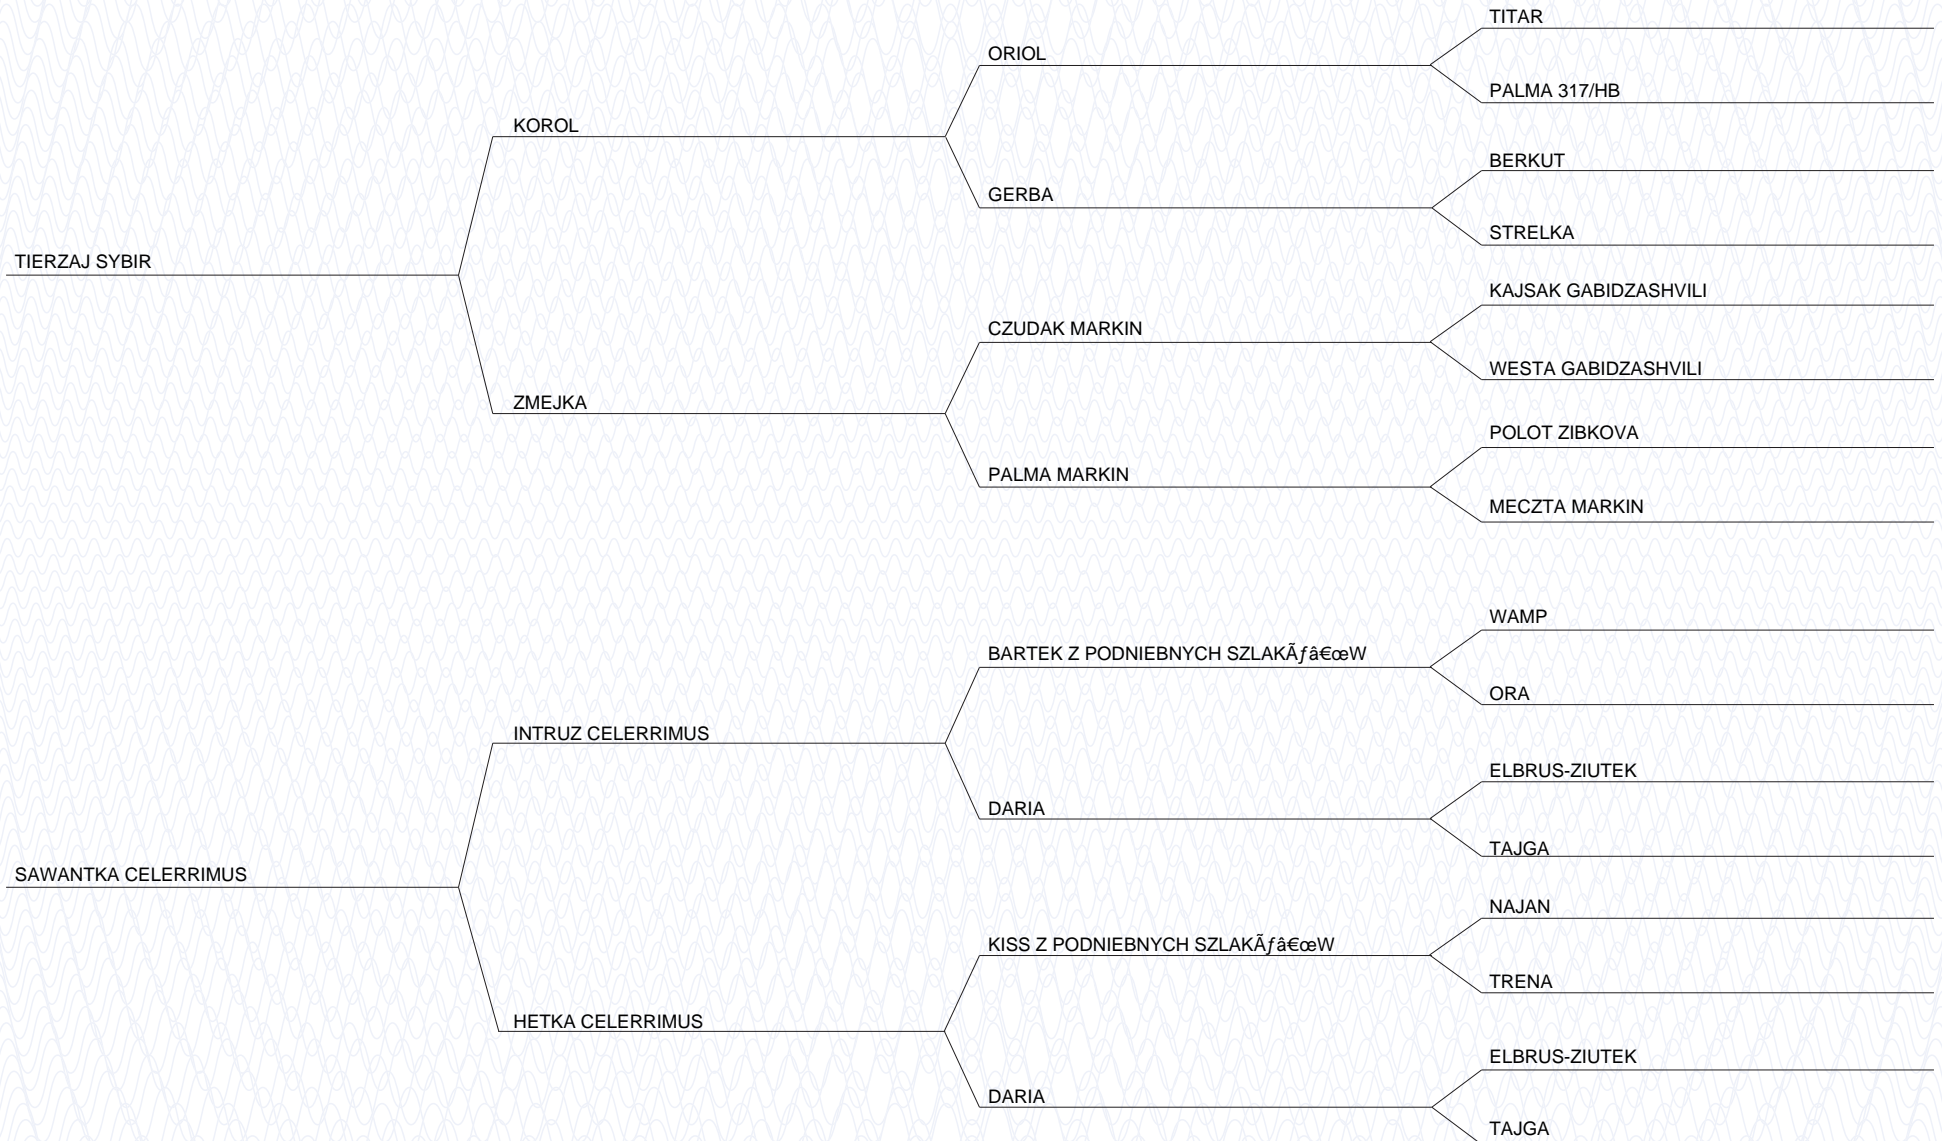 TITAR
ORIOL
PALMA 317/HB
KOROL
BERKUT
GERBA
STRELKA
TIERZAJ SYBIR
KAJSAK GABIDZASHVILI
CZUDAK MARKIN
WESTA GABIDZASHVILI
ZMEJKA
POLOT ZIBKOVA
PALMA MARKIN
MECZTA MARKIN
WAMP
BARTEK Z PODNIEBNYCH SZLAKÃƒâ€œW
ORA
INTRUZ CELERRIMUS
ELBRUS-ZIUTEK
DARIA
TAJGA
SAWANTKA CELERRIMUS
NAJAN
KISS Z PODNIEBNYCH SZLAKÃƒâ€œW
TRENA
HETKA CELERRIMUS
ELBRUS-ZIUTEK
DARIA
TAJGA